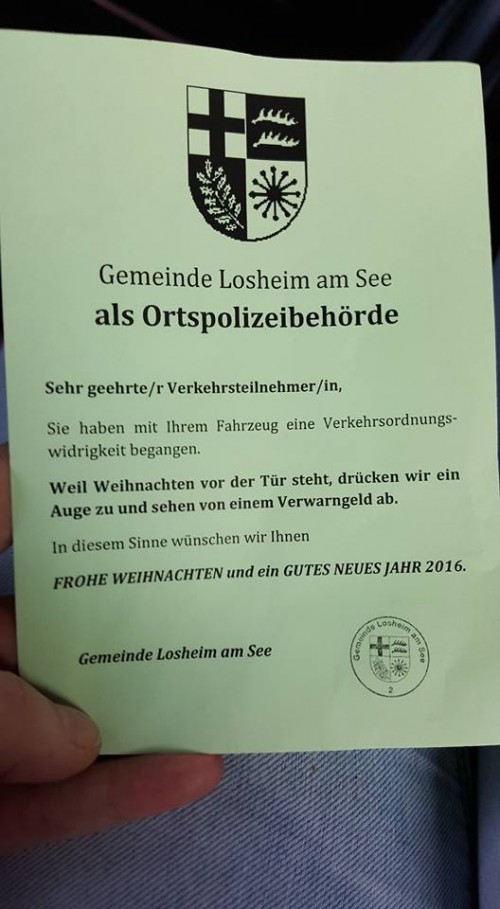 Gemeinde Losheim am See
als Ortspolizeibehörde
Sehr geehrte/r Verkehrsteilnehmer/in,
Sie haben mit Ihrem Fahrzeug eine Verkehrsordnungs-
widrigkeit begangen.
Weil Weihnachten vor der Tür steht, drücken wir ein
Auge zu und sehen von einem Verwarngeld ab.
In diesem Sinne wünschen wir Ihnen
FROHE WEIHNACHTEN und ein GUTES NEUES JAHR 2016.
Gemeinde Losheim am See
Gemeinde Losheim am See
2